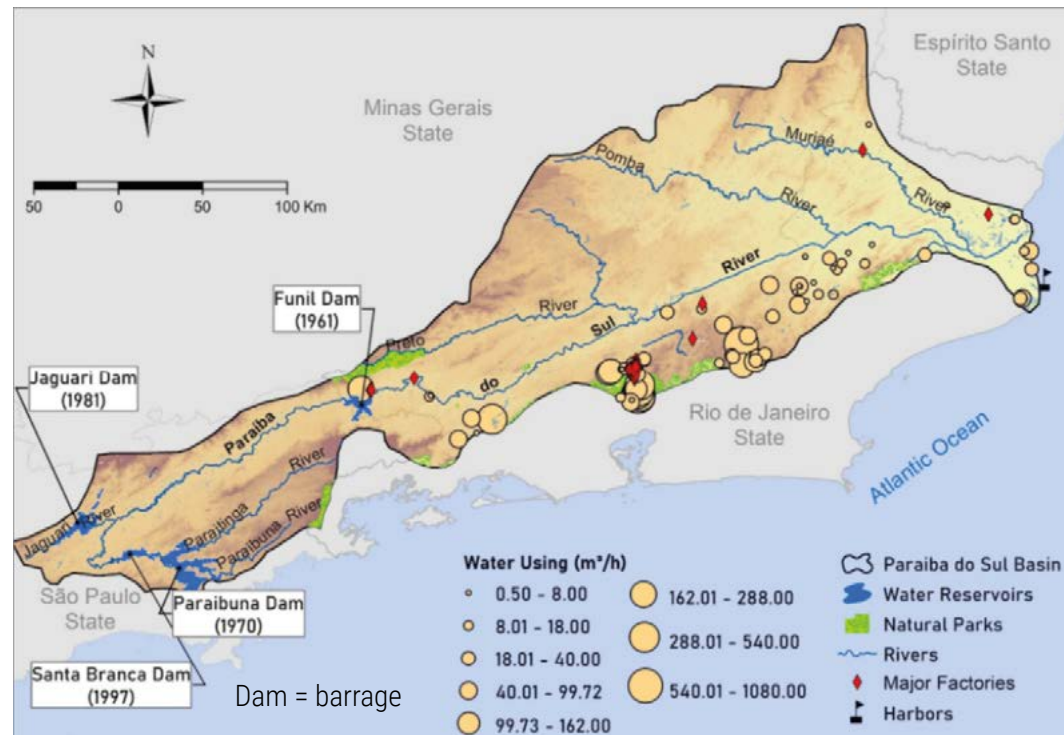 N
Minas Gerais
State
Espírito Santo
State
50 0 50 100 Km
Muriaé
River
Pomba
River
River
Sul
do
Paraiba
River
Preto
Funil Dam
(1961)
Jaguari Dam
(1981)
Jaguari River
Paraitinga
River
Paraibuna River
Rio de Janeiro
State
Atlantic Ocean
São Paulo
State
Paraibuna Dam
(1970)
Santa Branca Dam
(1997)
Dam = barrage
Water Using (m³/h)
0.50 - 8.00
8.01 - 18.00
18.01 - 40.00
40.01 - 99.72
99.73 - 162.00
162.01 - 288.00
288.01 - 540.00
540.01 - 1080.00
Paraiba do Sul Basin
Water Reservoirs
Natural Parks
Rivers
Major Factories
Harbors